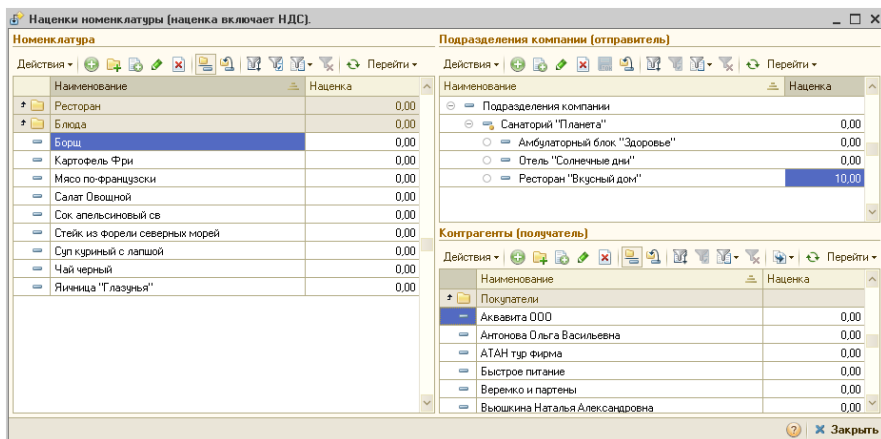 Наценки номенклатуры (наценка включает НДС).
Номенклатура
Действия
Перейти
Наименование Наценка
Ресторан 0,00
Блюда 0,00
Борщ 0,00
Картофель Фри 0,00
Мясо по-французски 0,00
Салат Овощной 0,00
Сок апельсиновый св 0,00
Стейк из форели северных морей 0,00
Суп куриный с лапшой 0,00
Чай черный 0,00
Яичница "Глазунья" 0,00
Подразделения компании (отправитель)
Действия
Перейти
Наименование Наценка
Подразделения компании
Санаторий "Планета" 0,00
Амбулаторный блок "Здоровье" 0,00
Отель "Солнечные дни" 0,00
Ресторан "Вкусный дом" 10,00
Контрагенты (получатель)
Действия
Перейти
Наименование Наценка
Покупатели
Аквавита ООО 0,00
Антонова Ольга Васильевна 0,00
АТАН тур фирма 0,00
Быстрое питание 0,00
Веремко и партены 0,00
Вьюшкина Наталья Александровна 0,00
Закрыть